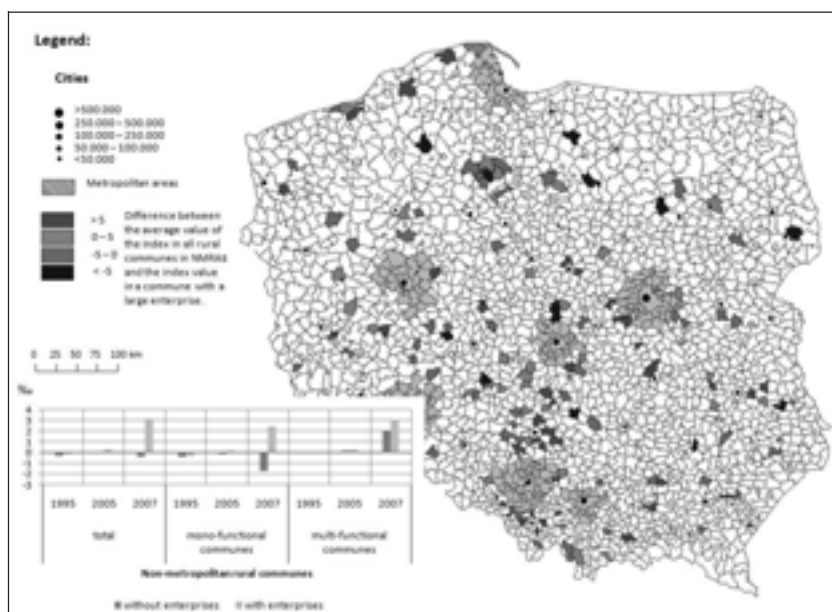 Legend:
Cities
>500.000
250.000 – 500.000
100.000 – 250.000
50.000 – 100.000
<50.000
Metropolitan areas
> 5
0 – 5
-5 – 0
< -5
Difference between
the average value of
the index in all rural
communes in NMRAs
and the index value
in a commune with a
large enterprise.
0 25 50 75 100 km
‰
4
3
2
1
0
-1
-2
-3
1995 2005 2007 1995 2005 2007 1995 2005 2007
total
mono-functional
communes
multi-functional
communes
Non-metropolitan rural communes
without enterprises
with enterprises